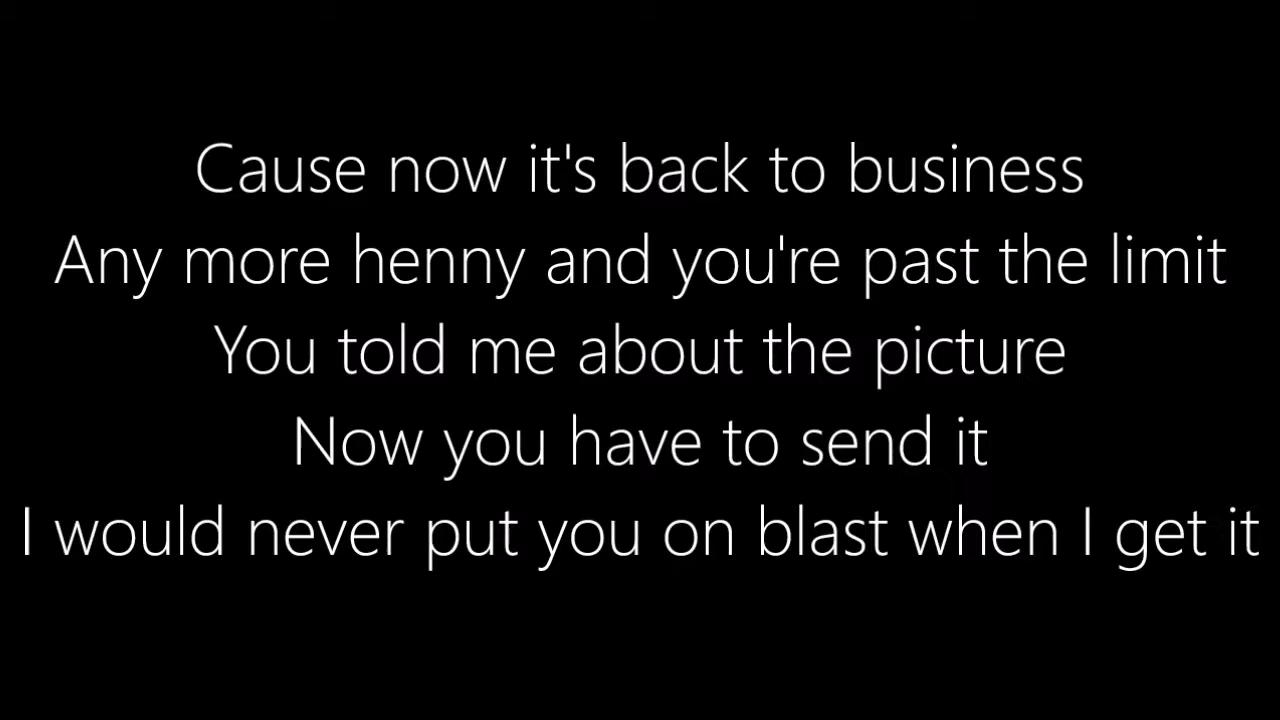 Cause now it's back to business
Any more henny and you're past the limit
You told me about the picture
Now you have to send it
I would never put you on blast when I get it